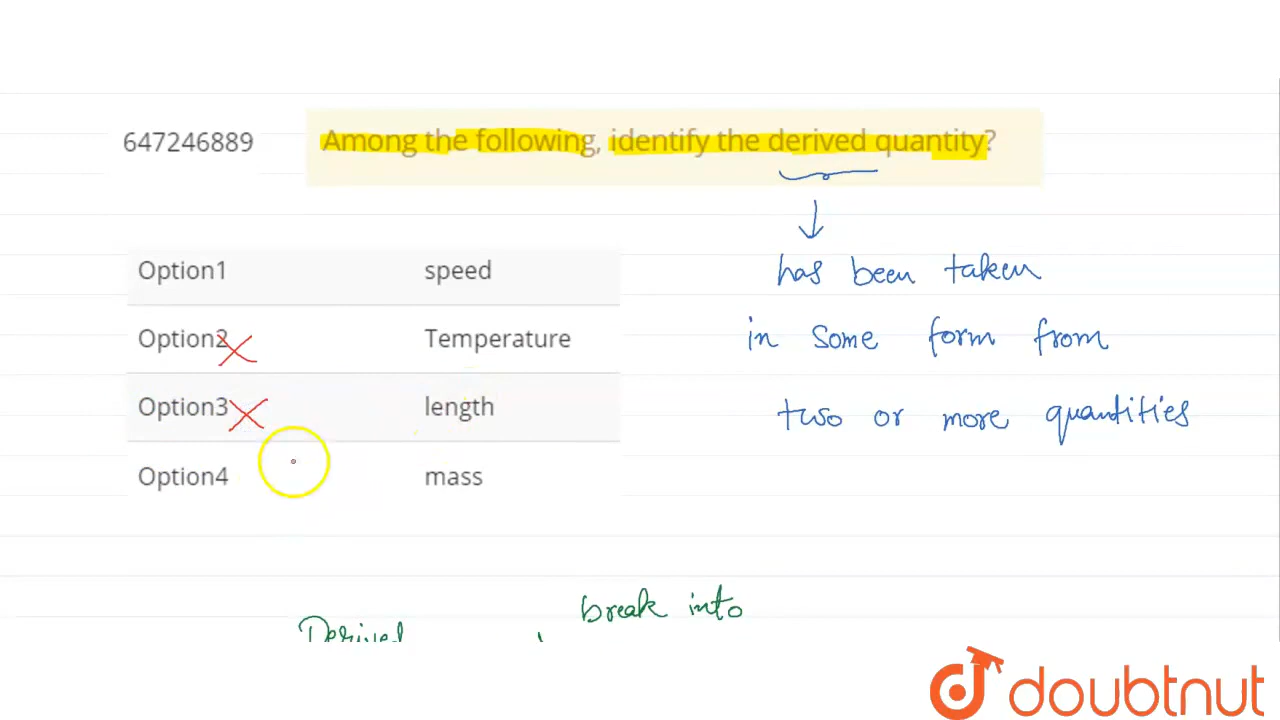 647246889 Among the following, identify the derived quantity?
Option1 speed
Option2 Temperature
Option3 length
Option4 mass
has been taken
in some form from
two or more quantities
break into
Derived
doubtnut